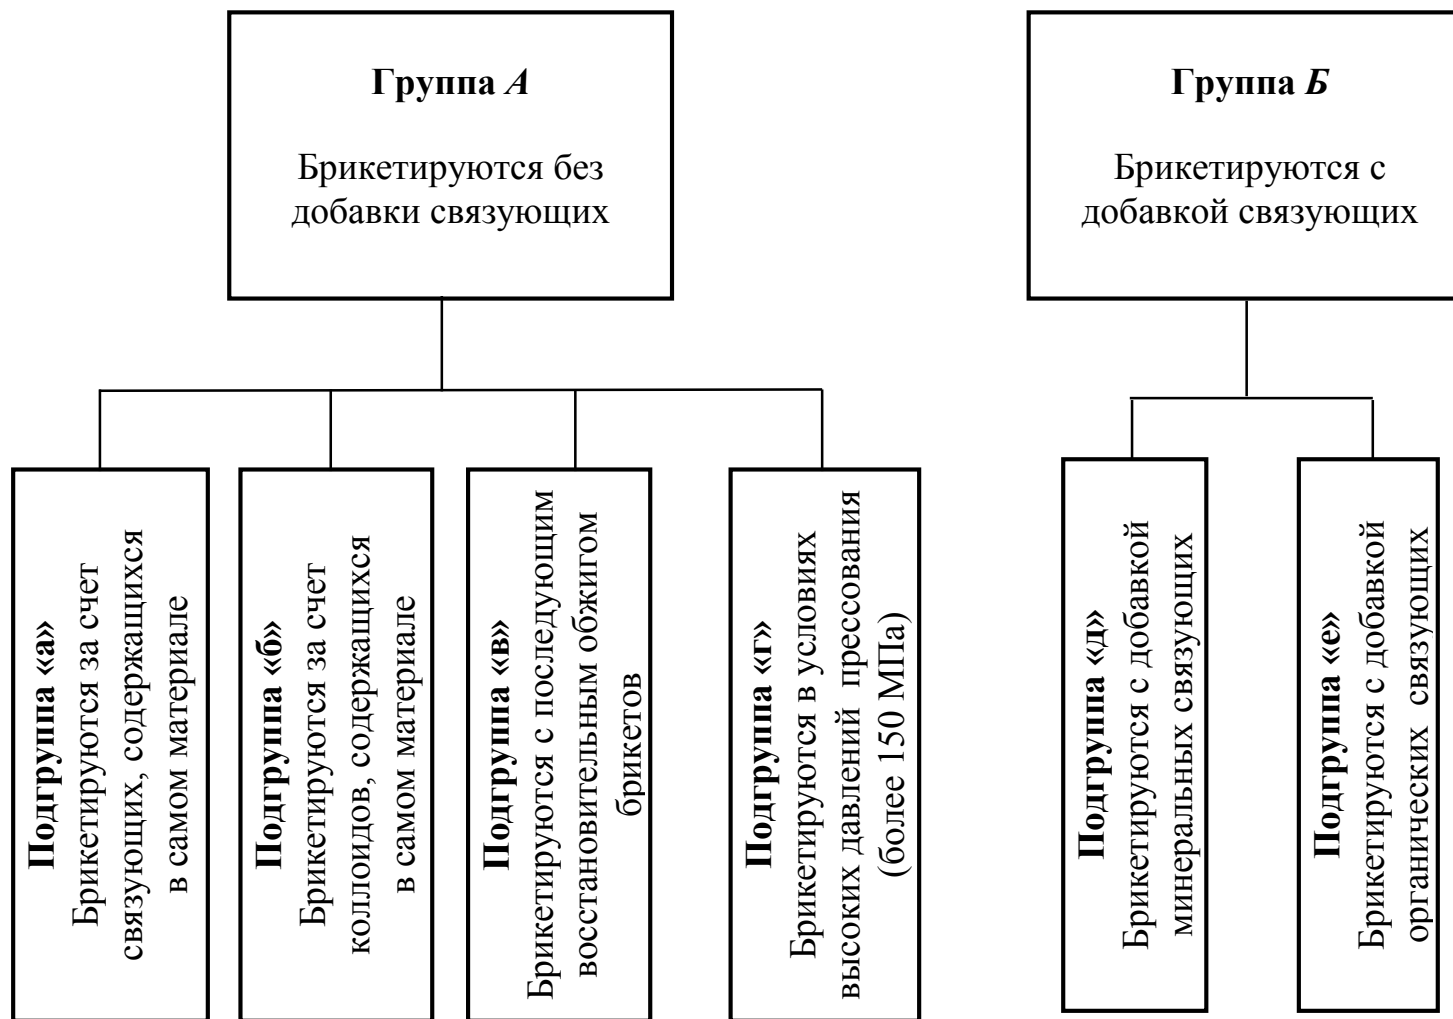 Группа А
Брикетируются без
добавки связующих
Группа Б
Брикетируются с
добавкой связующих
Подгруппа «а»
Брикетируются за счет
связующих, содержащихся
в самом материале
Подгруппа «б»
Брикетируются за счет
коллоидов, содержащихся
в самом материале
Подгруппа «в»
Брикетируются с последующим
восстановительным обжигом
брикетов
Подгруппа «г»
Брикетируются в условиях
высоких давлений прессования
(более 150 МПа)
Подгруппа «д»
Брикетируются с добавкой
минеральных связующих
Подгруппа «е»
Брикетируются с добавкой
органических связующих